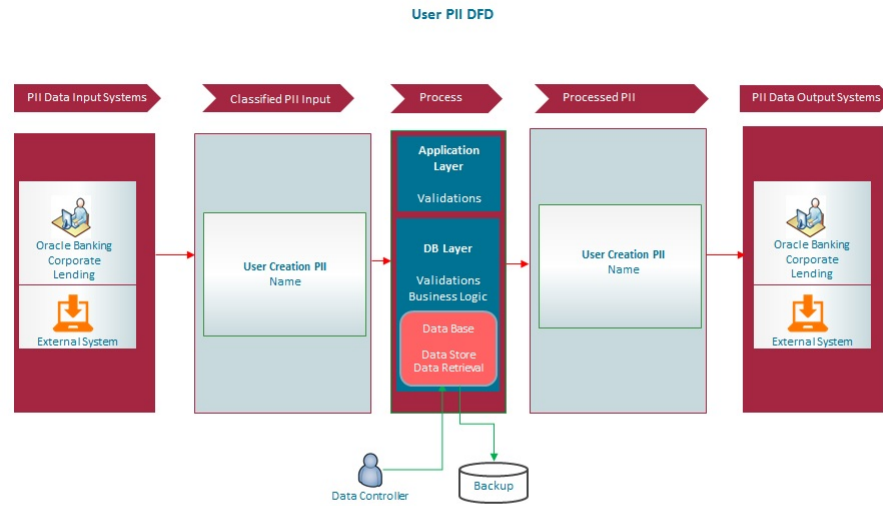 User PII DFD
PII Data Input Systems
Classified PII Input
Process
Processed PII
PII Data Output Systems
Oracle Banking
Corporate
Lending
External System
User Creation PII
Name
Application
Layer
Validations
DB Layer
Validations
Business Logic
Data Base
Data Store
Data Retrieval
User Creation PII
Name
Oracle Banking
Corporate
Lending
External System
Data Controller
Backup